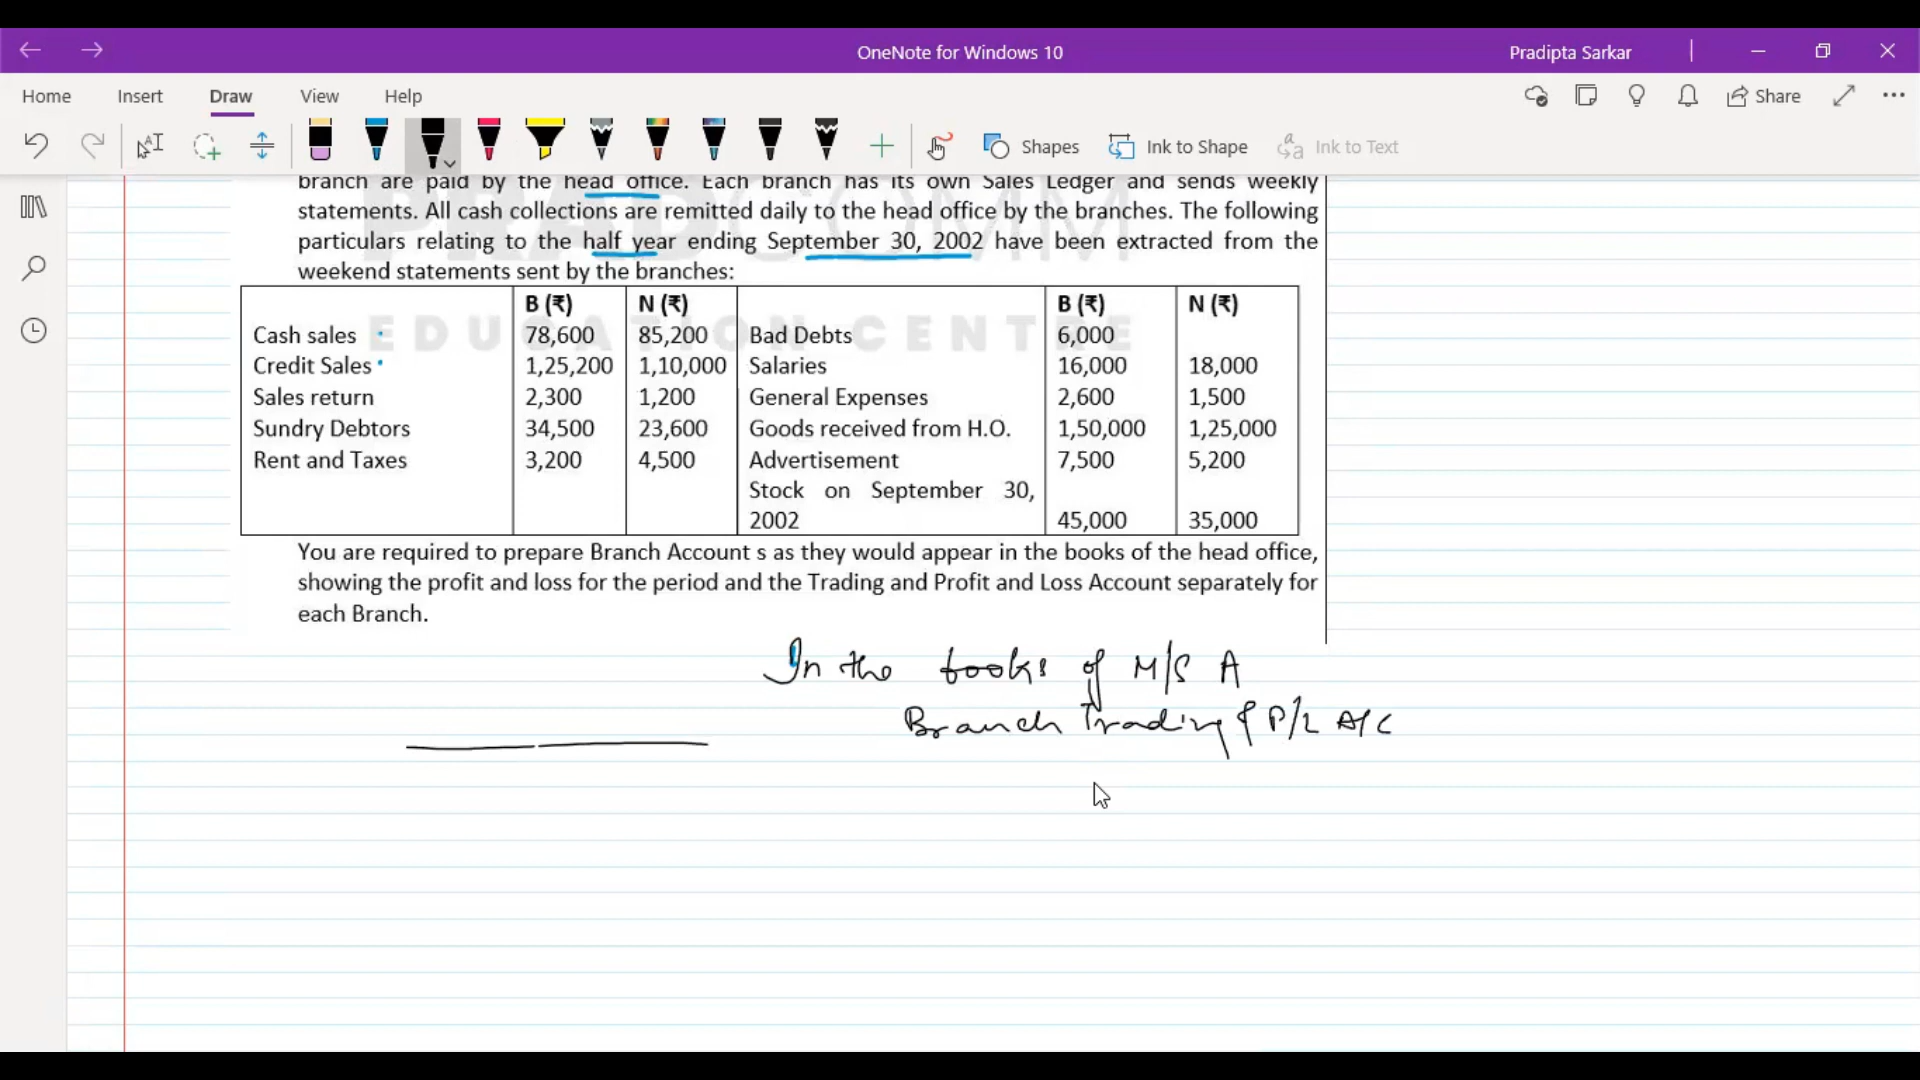 OneNote for Windows 10
Pradipta Sarkar
Home Insert Draw View Help
Share
Shapes Ink to Shape Ink to Text
branch are paid by the head office. Each branch has its own Sales Ledger and sends weekly
statements. All cash collections are remitted daily to the head office by the branches. The following
particulars relating to the half year ending September 30, 2002 have been extracted from the
weekend statements sent by the branches:
B (₹) N (₹) B (₹) N (₹)
Cash sales 78,600 85,200 Bad Debts 6,000
Credit Sales 1,25,200 1,10,000 Salaries 16,000 18,000
Sales return 2,300 1,200 General Expenses 2,600 1,500
Sundry Debtors 34,500 23,600 Goods received from H.O. 1,50,000 1,25,000
Rent and Taxes 3,200 4,500 Advertisement 7,500 5,200
Stock on September 30,
2002 45,000 35,000
You are required to prepare Branch Account s as they would appear in the books of the head office,
showing the profit and loss for the period and the Trading and Profit and Loss Account separately for
each Branch.
PRADCOMM
EDUCATION CENTRE
In the books of M/S A
Branch Trading & P/L A/C